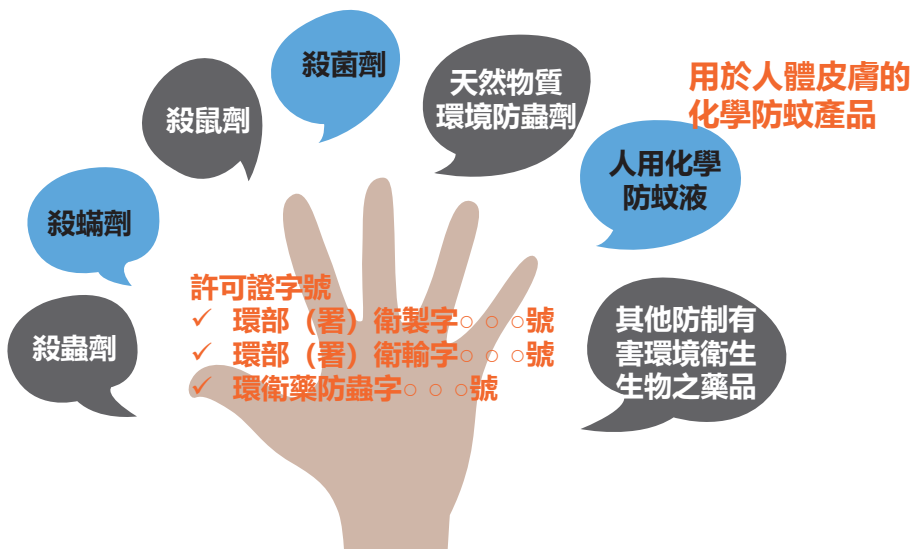 殺菌劑
天然物質
環境防蟲劑
用於人體皮膚的
化學防蚊產品
殺鼠劑
人用化學
防蚊液
殺蟎劑
許可證字號
✓ 環部（署）衛製字○○○號
✓ 環部（署）衛輸字○○○號
✓ 環衛藥防蟲字○○○號
殺蟲劑
其他防制有
害環境衛生
生物之藥品